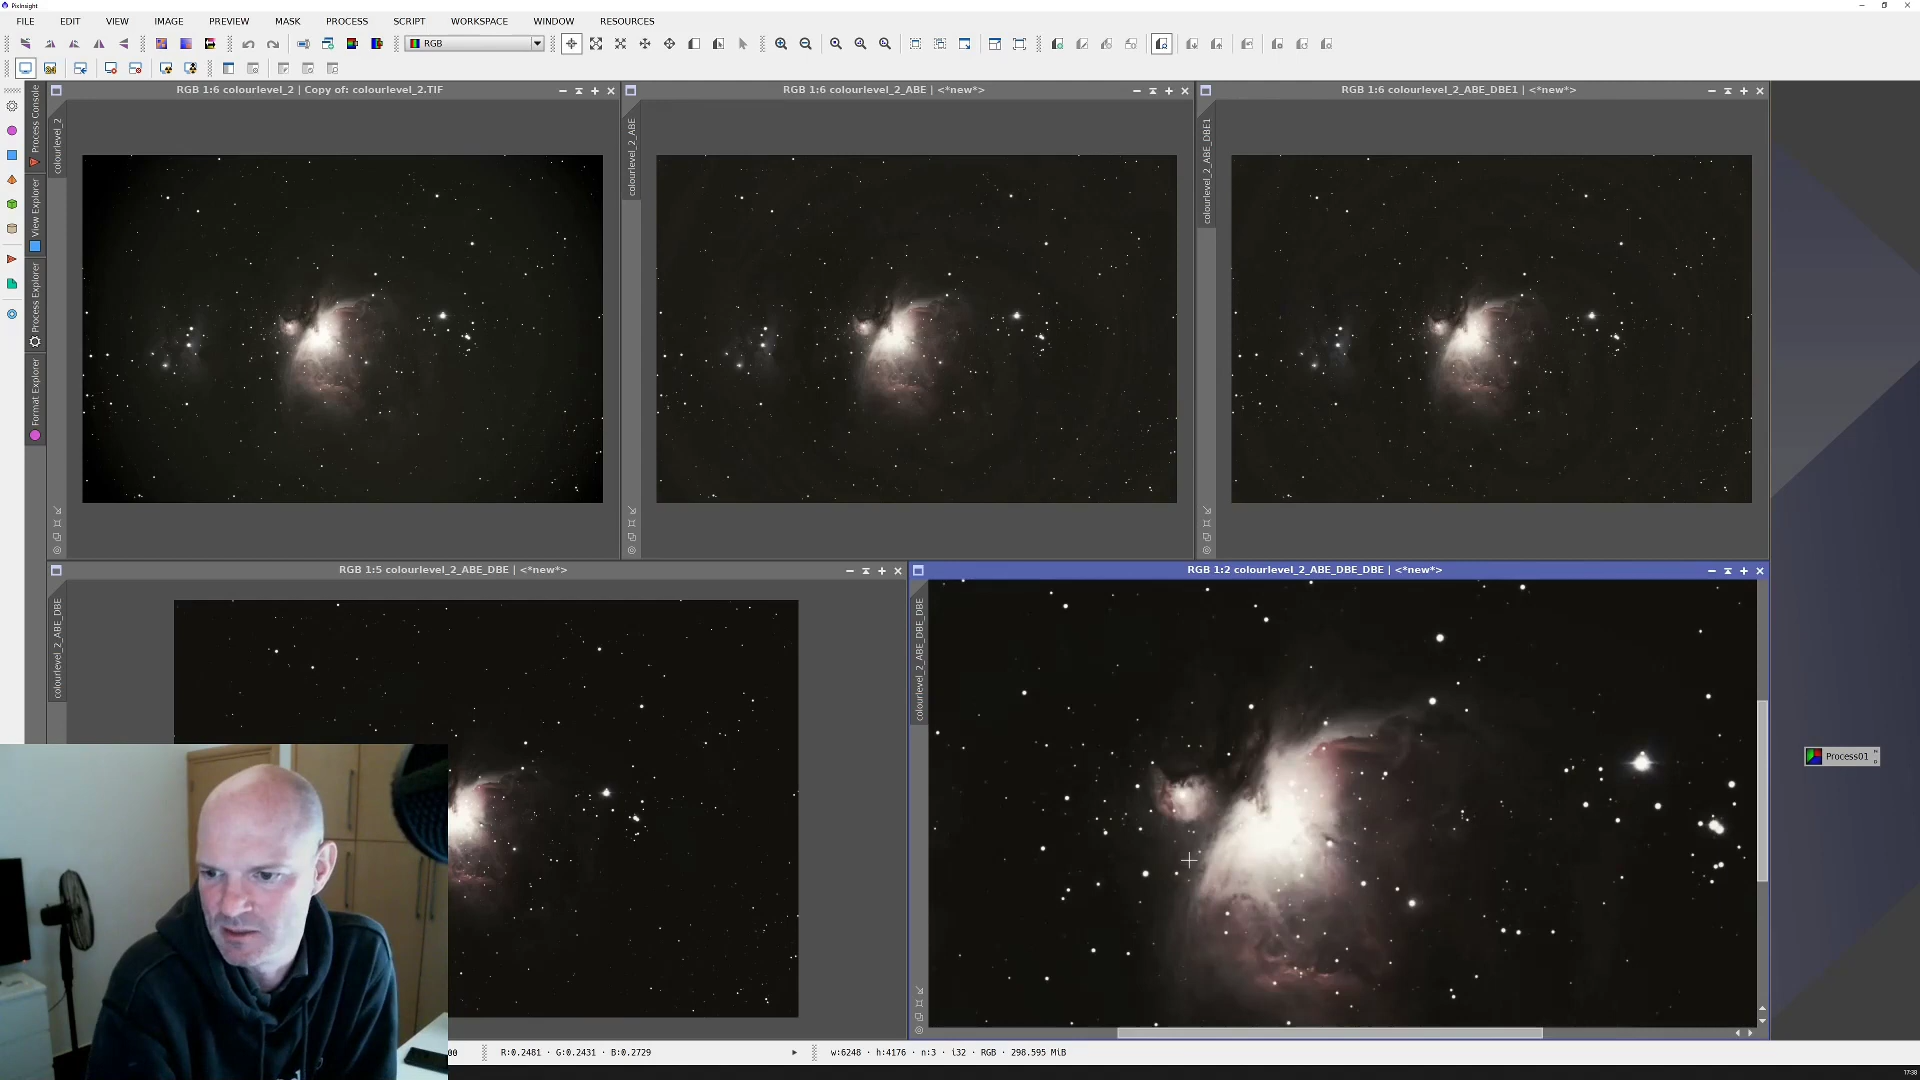 PixInsight
FILE EDIT VIEW IMAGE PREVIEW MASK PROCESS SCRIPT WORKSPACE WINDOW RESOURCES
RGB
Process Console
View Explorer
Process Explorer
Format Explorer
RGB 1:6 colourlevel_2 | Copy of: colourlevel_2.TIF
colourlevel_2
RGB 1:6 colourlevel_2_ABE | <*new*>
colourlevel_2_ABE
RGB 1:6 colourlevel_2_ABE_DBE1 | <*new*>
colourlevel_2_ABE_DBE1
RGB 1:5 colourlevel_2_ABE_DBE | <*new*>
colourlevel_2_ABE_DBE
RGB 1:2 colourlevel_2_ABE_DBE_DBE | <*new*>
colourlevel_2_ABE_DBE_DBE
Process01
00 R:0.2481 · G:0.2431 · B:0.2729
w:6248 · h:4176 · n:3 · i32 · RGB · 298.595 MiB
17:38